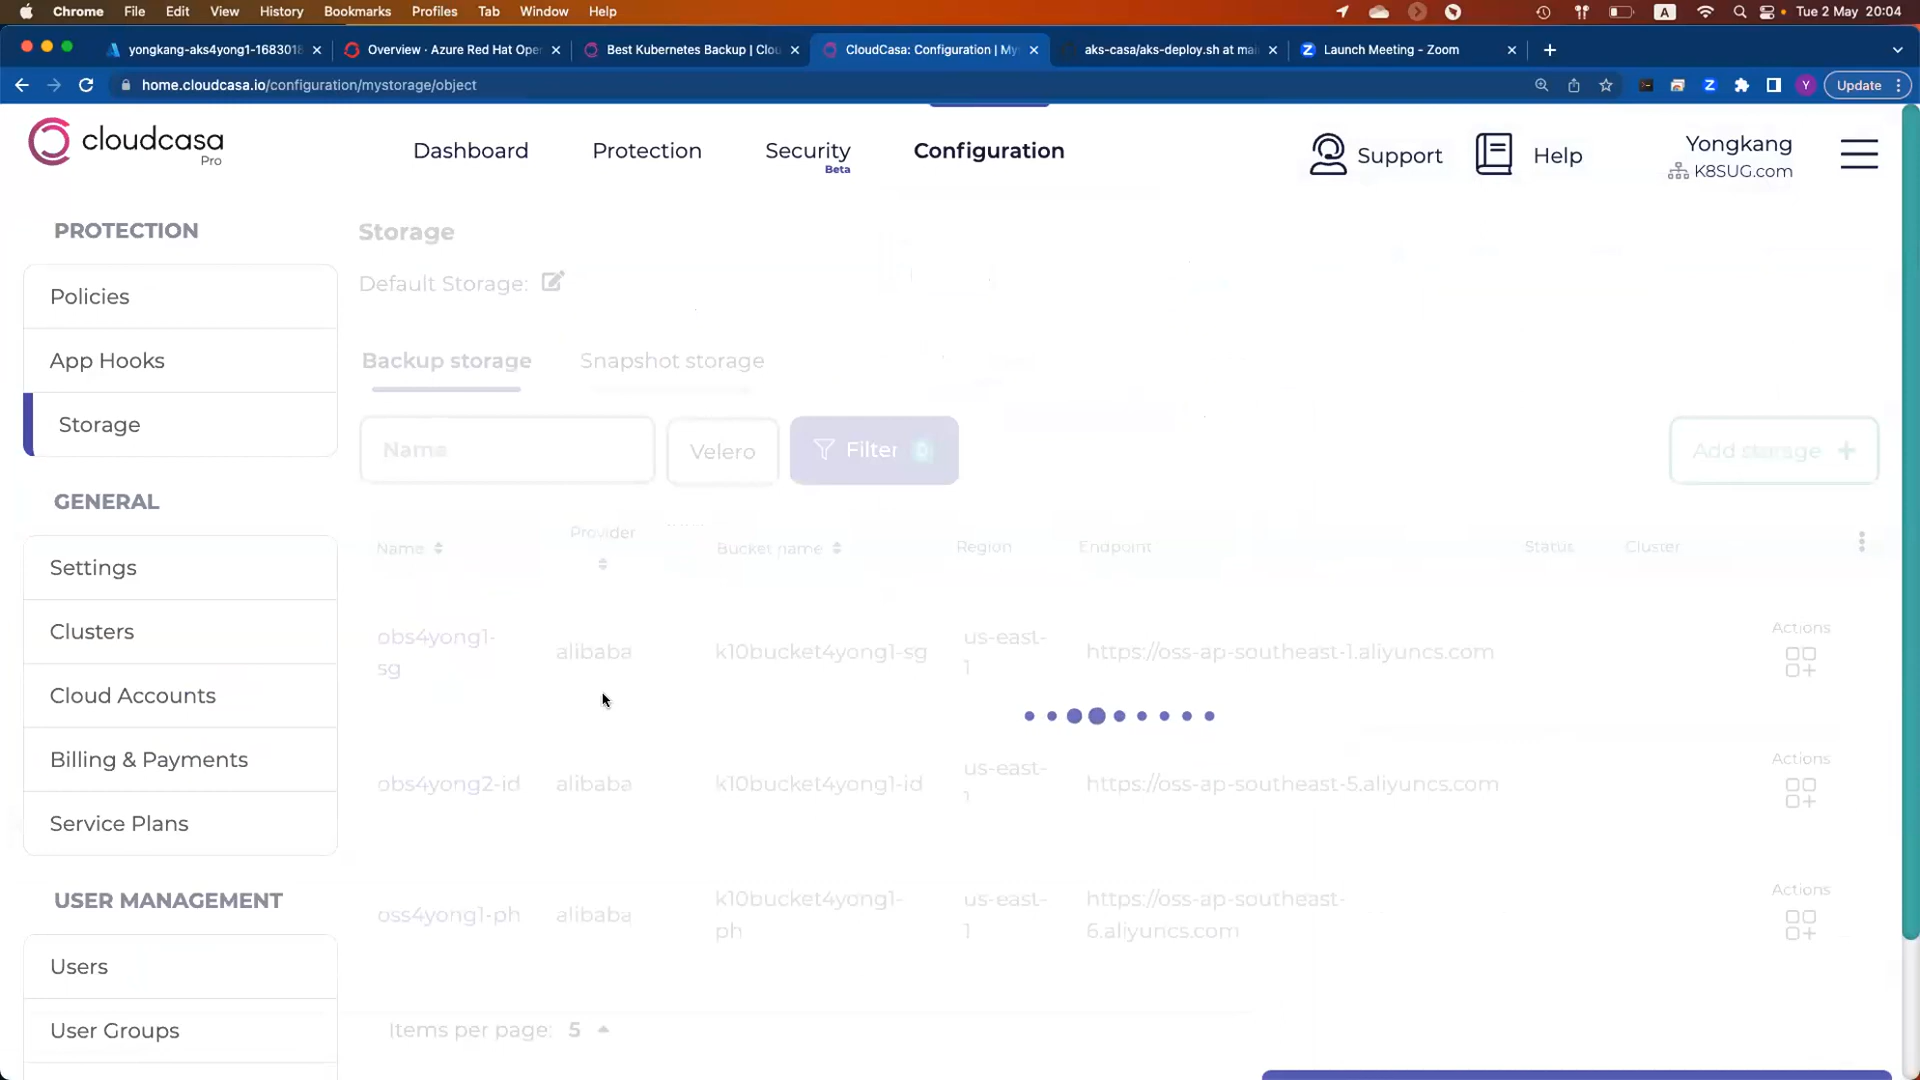 Chrome File Edit View History Bookmarks Profiles Tab Window Help A Tue 2 May 20:04
yongkang-aks4yong1-1683018 Overview · Azure Red Hat Ope Best Kubernetes Backup | Clou CloudCasa: Configuration | My aks-casa/aks-deploy.sh at mai Launch Meeting - Zoom
home.cloudcasa.io/configuration/mystorage/object Y Update
cloudcasa
Pro
Dashboard Protection Security Configuration Support Help Yongkang
Beta
K8SUG.com
PROTECTION
Policies
App Hooks
Storage
GENERAL
Settings
Clusters
Cloud Accounts
Billing & Payments
Service Plans
USER MANAGEMENT
Users
User Groups
Storage
Default Storage:
Backup storage Snapshot storage
Name Velero Filter 0 Add storage +
Name Provider Bucket name Region Endpoint Status Cluster
obs4yong1-
sg
alibaba k10bucket4yong1-sg us-east-
1
https://oss-ap-southeast-1.aliyuncs.com Actions
obs4yong2-id alibaba k10bucket4yong1-id us-east-
1
https://oss-ap-southeast-5.aliyuncs.com Actions
oss4yong1-ph alibaba k10bucket4yong1-
ph
us-east-
1
https://oss-ap-southeast-
6.aliyuncs.com
Actions
Items per page: 5